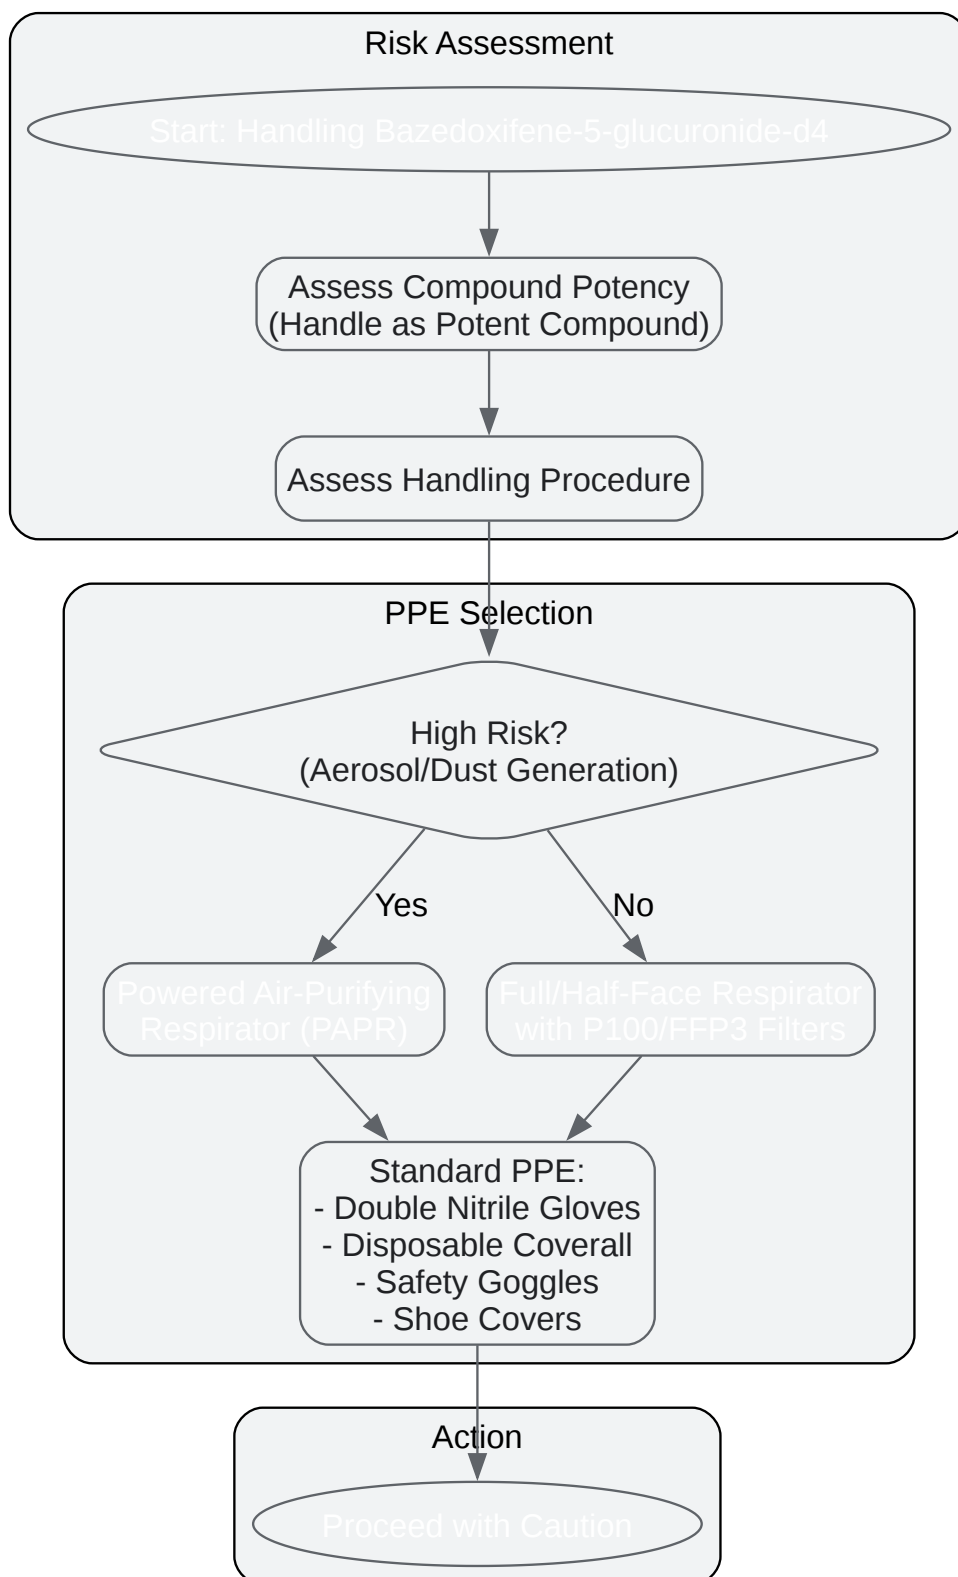 Risk Assessment
Start: Handling Bazedoxifene-5-glucuronide-d4
Assess Compound Potency
(Handle as Potent Compound)
Assess Handling Procedure
PPE Selection
High Risk?
(Aerosol/Dust Generation)
Yes
No
Powered Air-Purifying
Respirator (PAPR)
Full/Half-Face Respirator
with P100/FFP3 Filters
Standard PPE:
- Double Nitrile Gloves
- Disposable Coverall
- Safety Goggles
- Shoe Covers
Action
Proceed with Caution